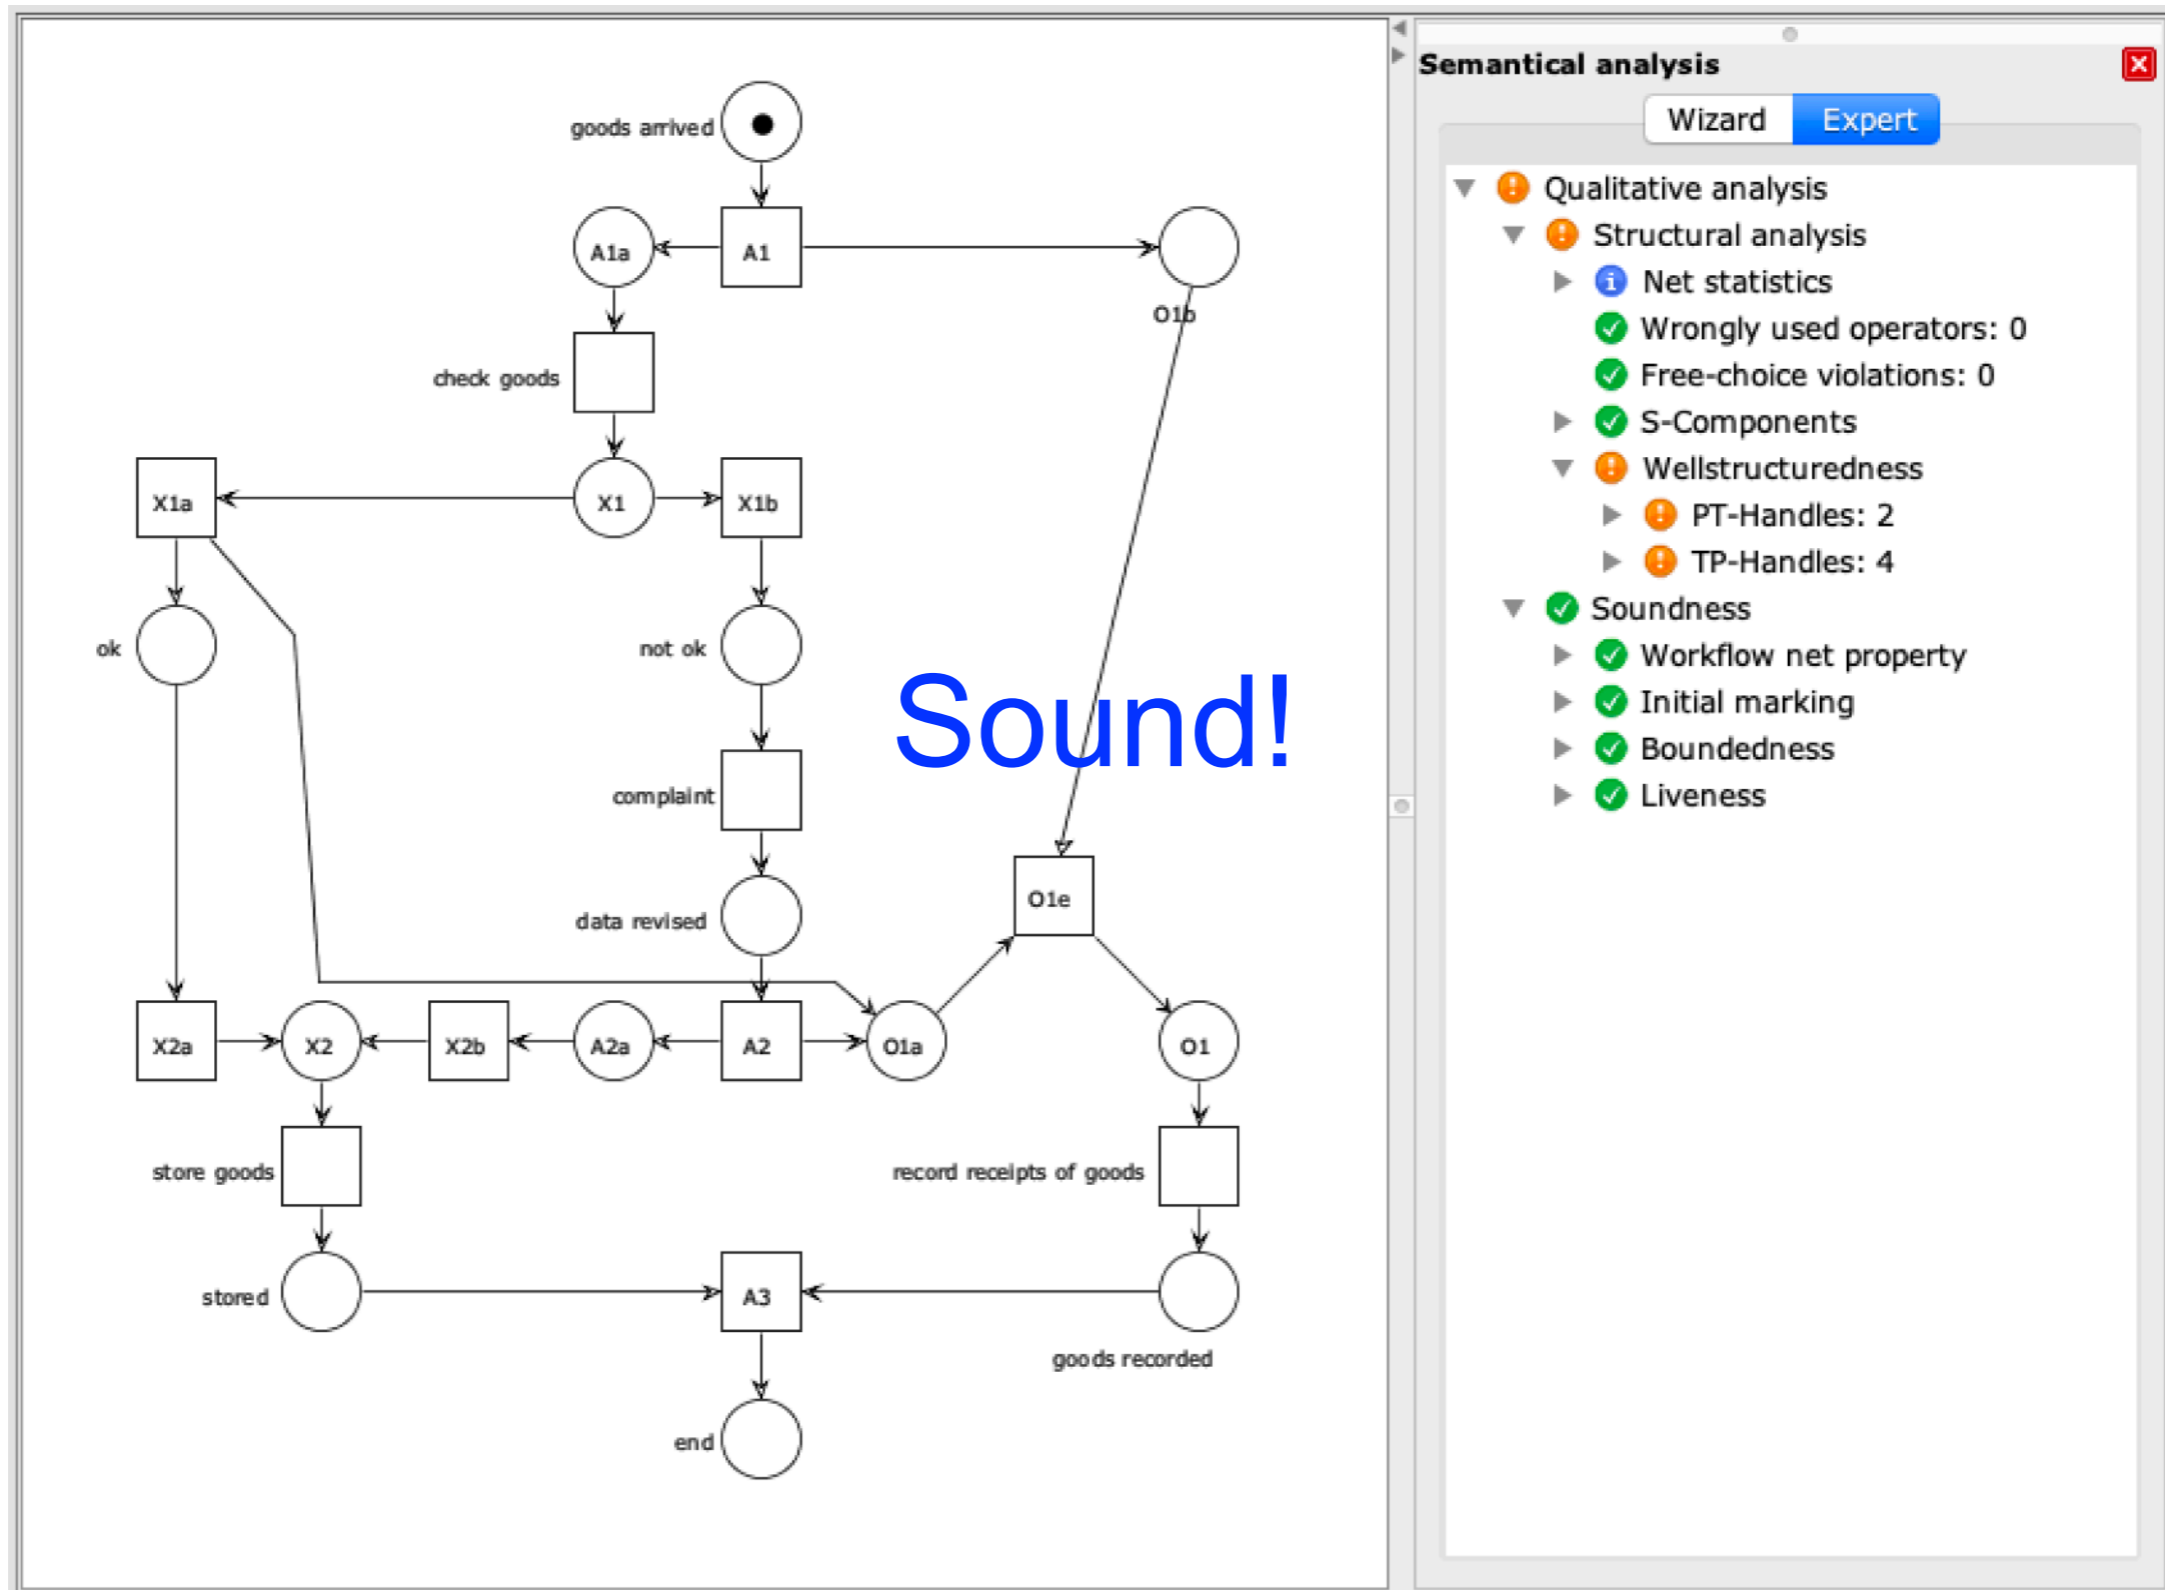 goods arrived
A1a
A1
O1b
check goods
X1a
X1
X1b
ok
not ok
Sound!
complaint
O1e
data revised
X2a
X2
X2b
A2a
A2
O1a
O1
store goods
record receipts of goods
stored
A3
goods recorded
end
Semantical analysis
Wizard
Expert
Qualitative analysis
Structural analysis
Net statistics
Wrongly used operators: 0
Free-choice violations: 0
S-Components
Wellstructuredness
PT-Handles: 2
TP-Handles: 4
Soundness
Workflow net property
Initial marking
Boundedness
Liveness